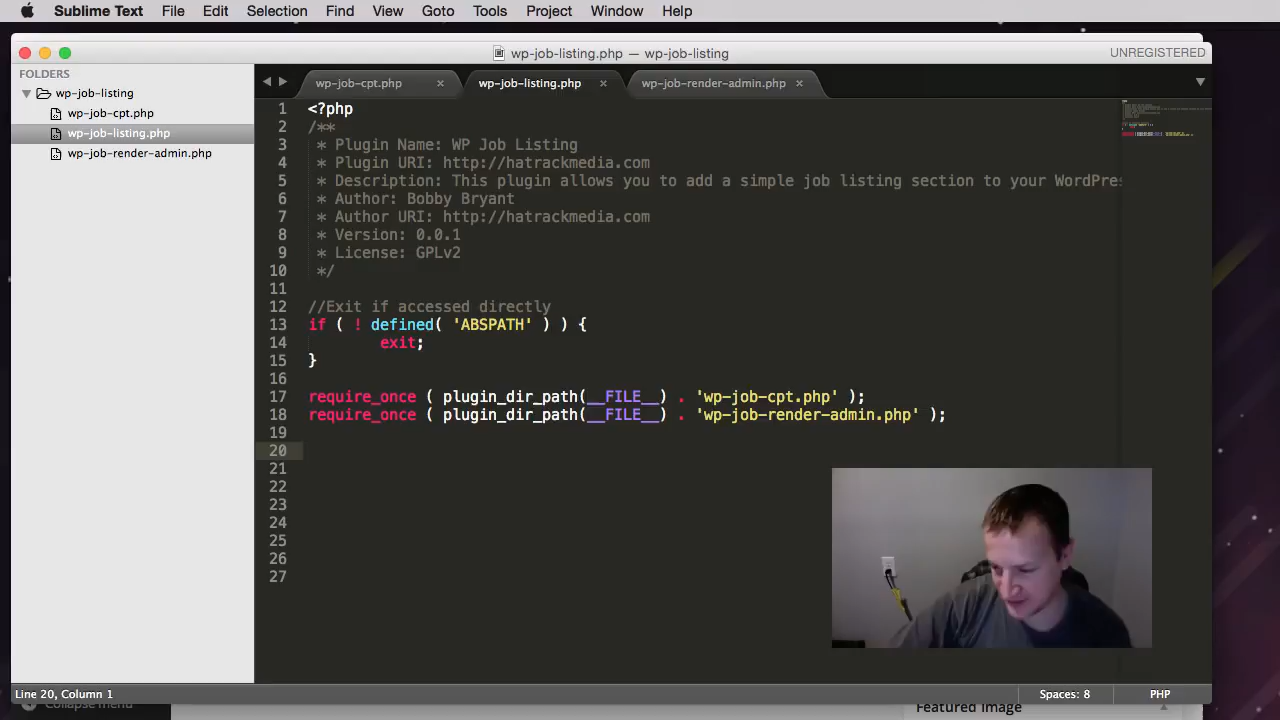 Sublime Text File Edit Selection Find View Goto Tools Project Window Help
wp-job-listing.php — wp-job-listing UNREGISTERED
FOLDERS
wp-job-listing
wp-job-cpt.php
wp-job-listing.php
wp-job-render-admin.php
wp-job-cpt.php × wp-job-listing.php × wp-job-render-admin.php ×
1 <?php
2 /**
3 * Plugin Name: WP Job Listing
4 * Plugin URI: http://hatrackmedia.com
5 * Description: This plugin allows you to add a simple job listing section to your WordPres
6 * Author: Bobby Bryant
7 * Author URI: http://hatrackmedia.com
8 * Version: 0.0.1
9 * License: GPLv2
10 */
11
12 //Exit if accessed directly
13 if ( ! defined( 'ABSPATH' ) ) {
14 exit;
15 }
16
17 require_once ( plugin_dir_path(__FILE__) . 'wp-job-cpt.php' );
18 require_once ( plugin_dir_path(__FILE__) . 'wp-job-render-admin.php' );
19
20
21
22
23
24
25
26
27
Line 20, Column 1 Spaces: 8 PHP
Collapse menu Featured Image